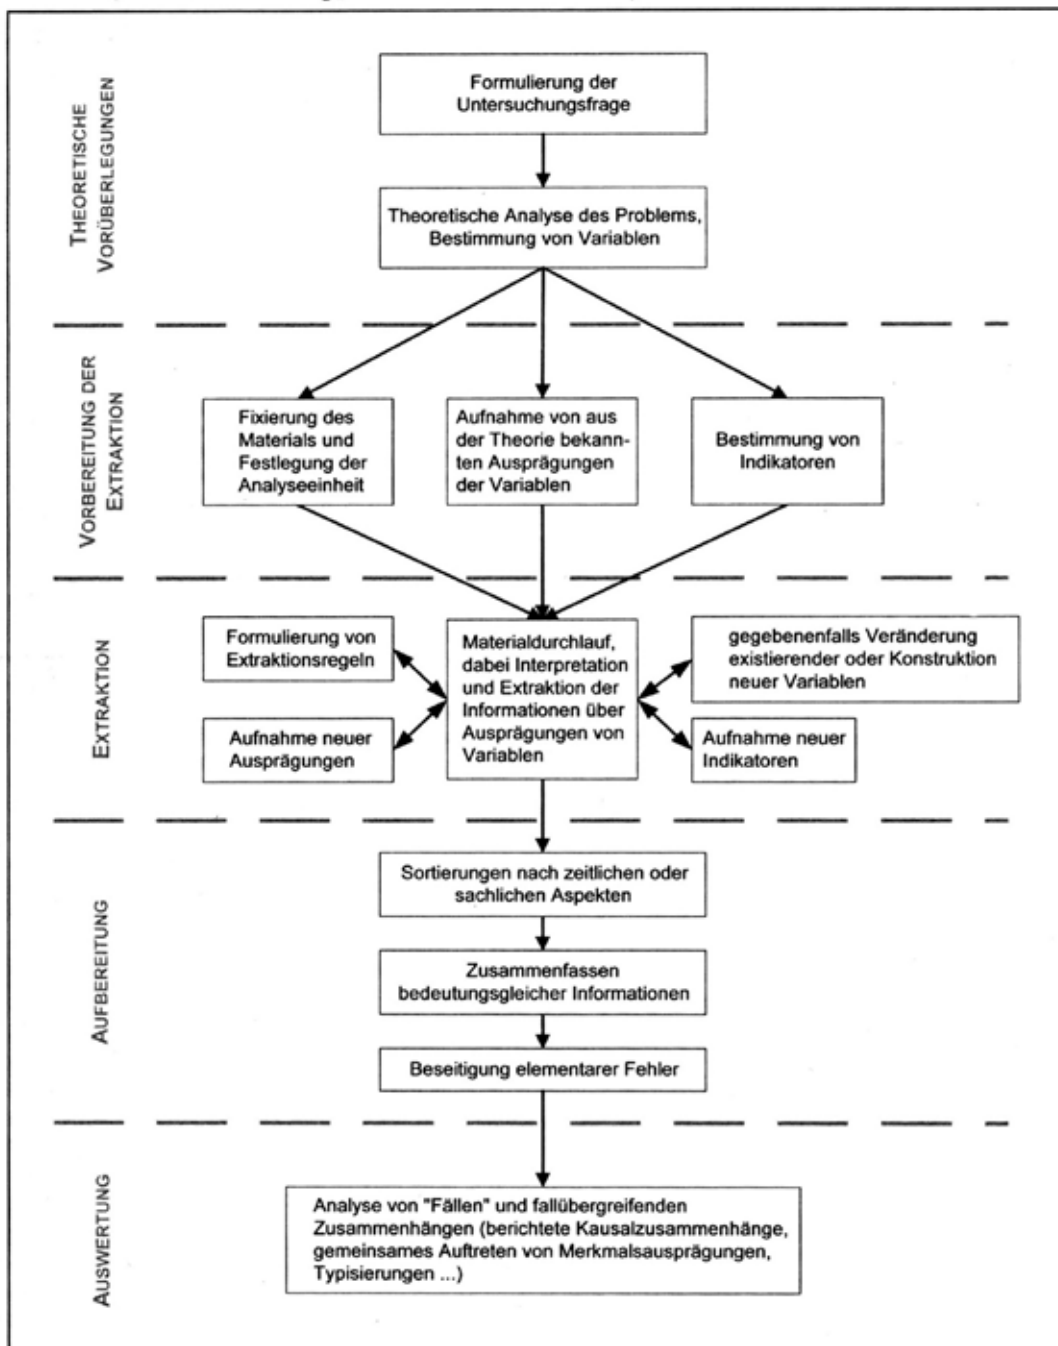 Formulierung der
Untersuchungsfrage
THEORETISCHE
VORÜBERLEGUNGEN
Theoretische Analyse des Problems,
Bestimmung von Variablen
VORBEREITUNG DER
EXTRAKTION
Fixierung des
Materials und
Festlegung der
Analyseeinheit
Aufnahme von aus
der Theorie bekann-
ten Ausprägungen
der Variablen
Bestimmung von
Indikatoren
EXTRAKTION
Formulierung von
Extraktionsregeln
Aufnahme neuer
Ausprägungen
Materialdurchlauf,
dabei Interpretation
und Extraktion der
Informationen über
Ausprägungen von
Variablen
gegebenenfalls Veränderung
existierender oder Konstruktion
neuer Variablen
Aufnahme neuer
Indikatoren
AUFBEREITUNG
Sortierungen nach zeitlichen oder
sachlichen Aspekten
Zusammenfassen
bedeutungsgleicher Informationen
Beseitigung elementarer Fehler
AUSWERTUNG
Analyse von "Fällen" und fallübergreifenden
Zusammenhängen (berichtete Kausalzusammenhänge,
gemeinsames Auftreten von Merkmalsausprägungen,
Typisierungen ...)